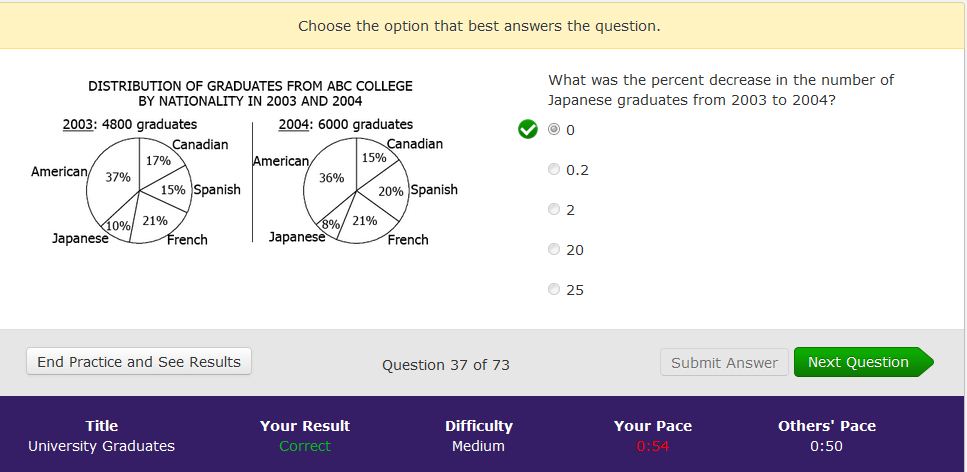 Choose the option that best answers the question.
DISTRIBUTION OF GRADUATES FROM ABC COLLEGE
BY NATIONALITY IN 2003 AND 2004
2003: 4800 graduates
Canadian
American
17%
37%
15%
Spanish
10%
21%
Japanese
French
2004: 6000 graduates
Canadian
American
15%
36%
20%
Spanish
8%
21%
Japanese
French
What was the percent decrease in the number of
Japanese graduates from 2003 to 2004?
0
0.2
2
20
25
End Practice and See Results
Question 37 of 73
Submit Answer
Next Question
Title
University Graduates
Your Result
Correct
Difficulty
Medium
Your Pace
0:54
Others' Pace
0:50